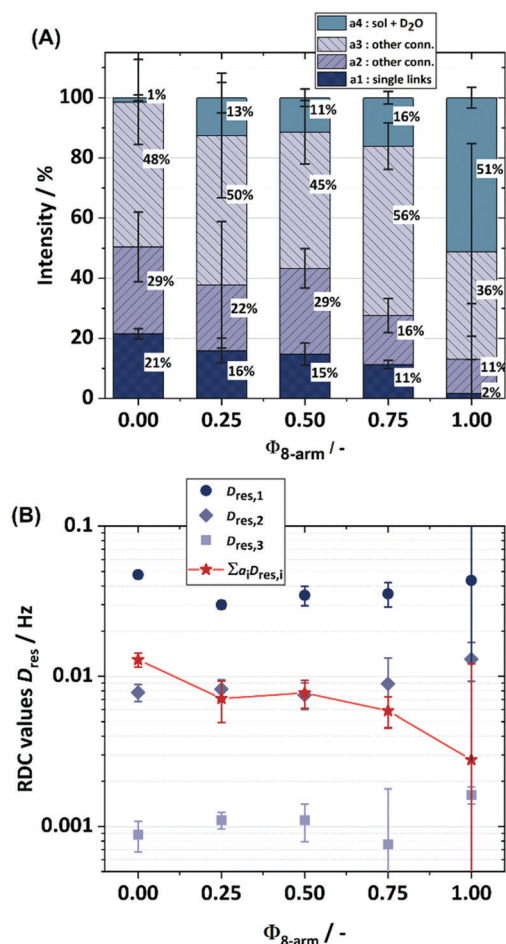 (A)
a4 : sol + D₂O
a3 : other conn.
a2 : other conn.
a1 : single links
Intensity / %
100
80
60
40
20
0
1%
48%
29%
21%
13%
50%
22%
16%
11%
45%
29%
15%
16%
56%
16%
11%
51%
36%
11%
2%
0.00 0.25 0.50 0.75 1.00
Φ8-arm / -
(B)
Dres,1
Dres,2
Dres,3
ΣaiDres,i
RDC values Dres / Hz
0.1
0.01
0.001
0.00 0.25 0.50 0.75 1.00
Φ8-arm / -